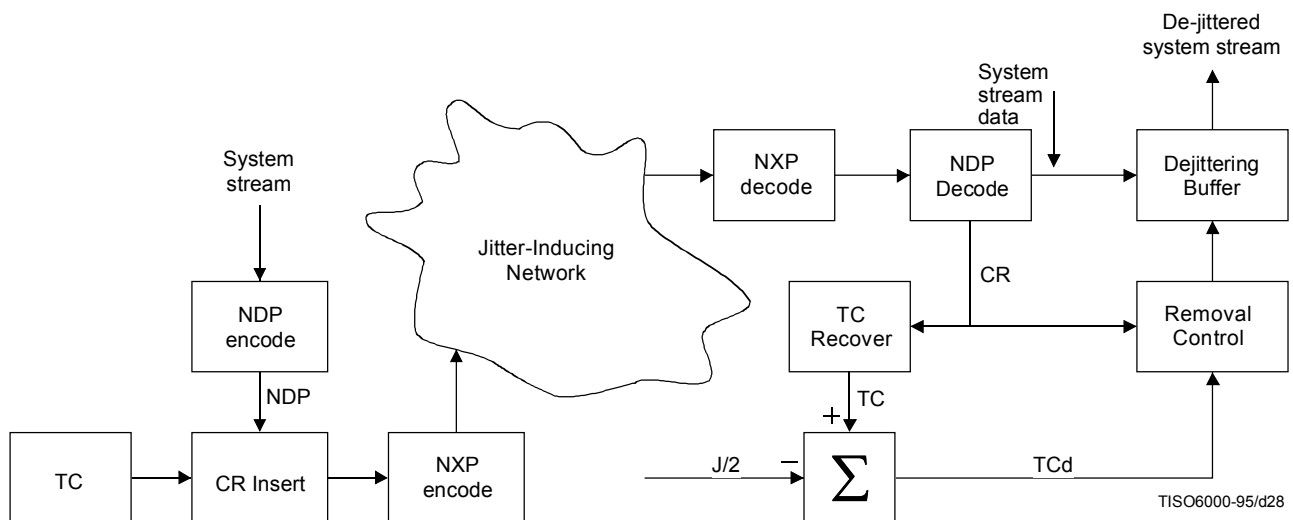 De-jittered
system stream
System
stream
data
System
stream
NXP
decode
NDP
Decode
Dejittering
Buffer
Jitter-Inducing
Network
CR
NDP
encode
TC
Recover
Removal
Control
NDP
TC
+
TC
CR Insert
NXP
encode
J/2
–
Σ
TCd
TISO6000-95/d28